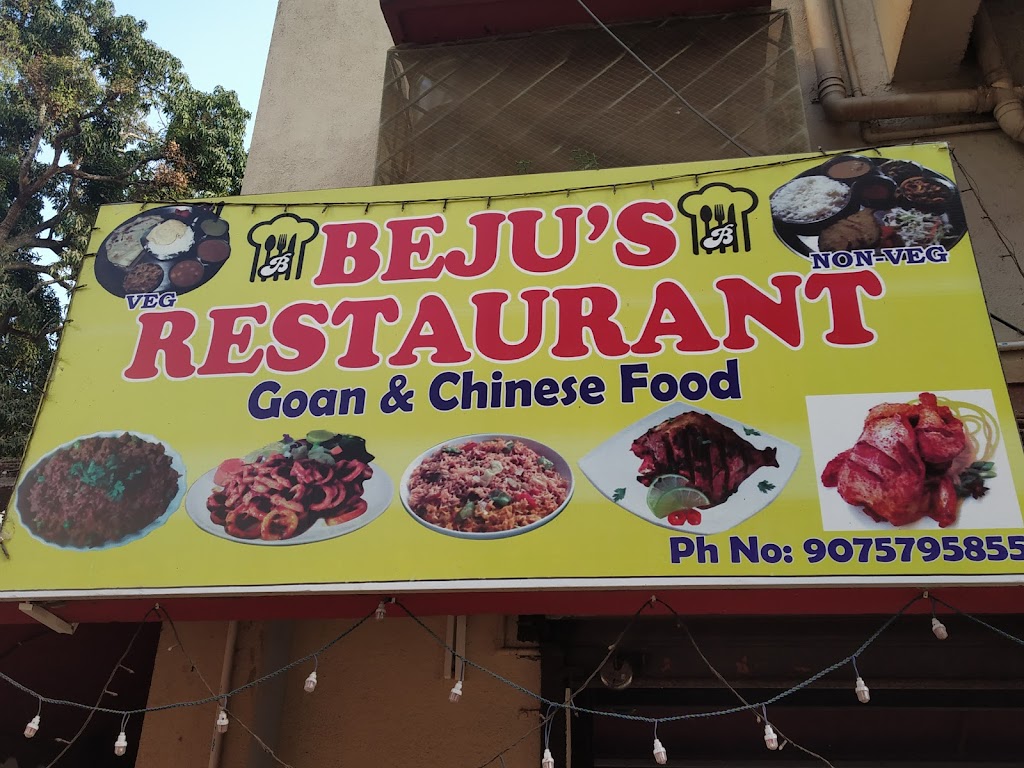 BEJU'S
B
B
VEG
NON-VEG
RESTAURANT
Goan & Chinese Food
Ph No: 9075795855